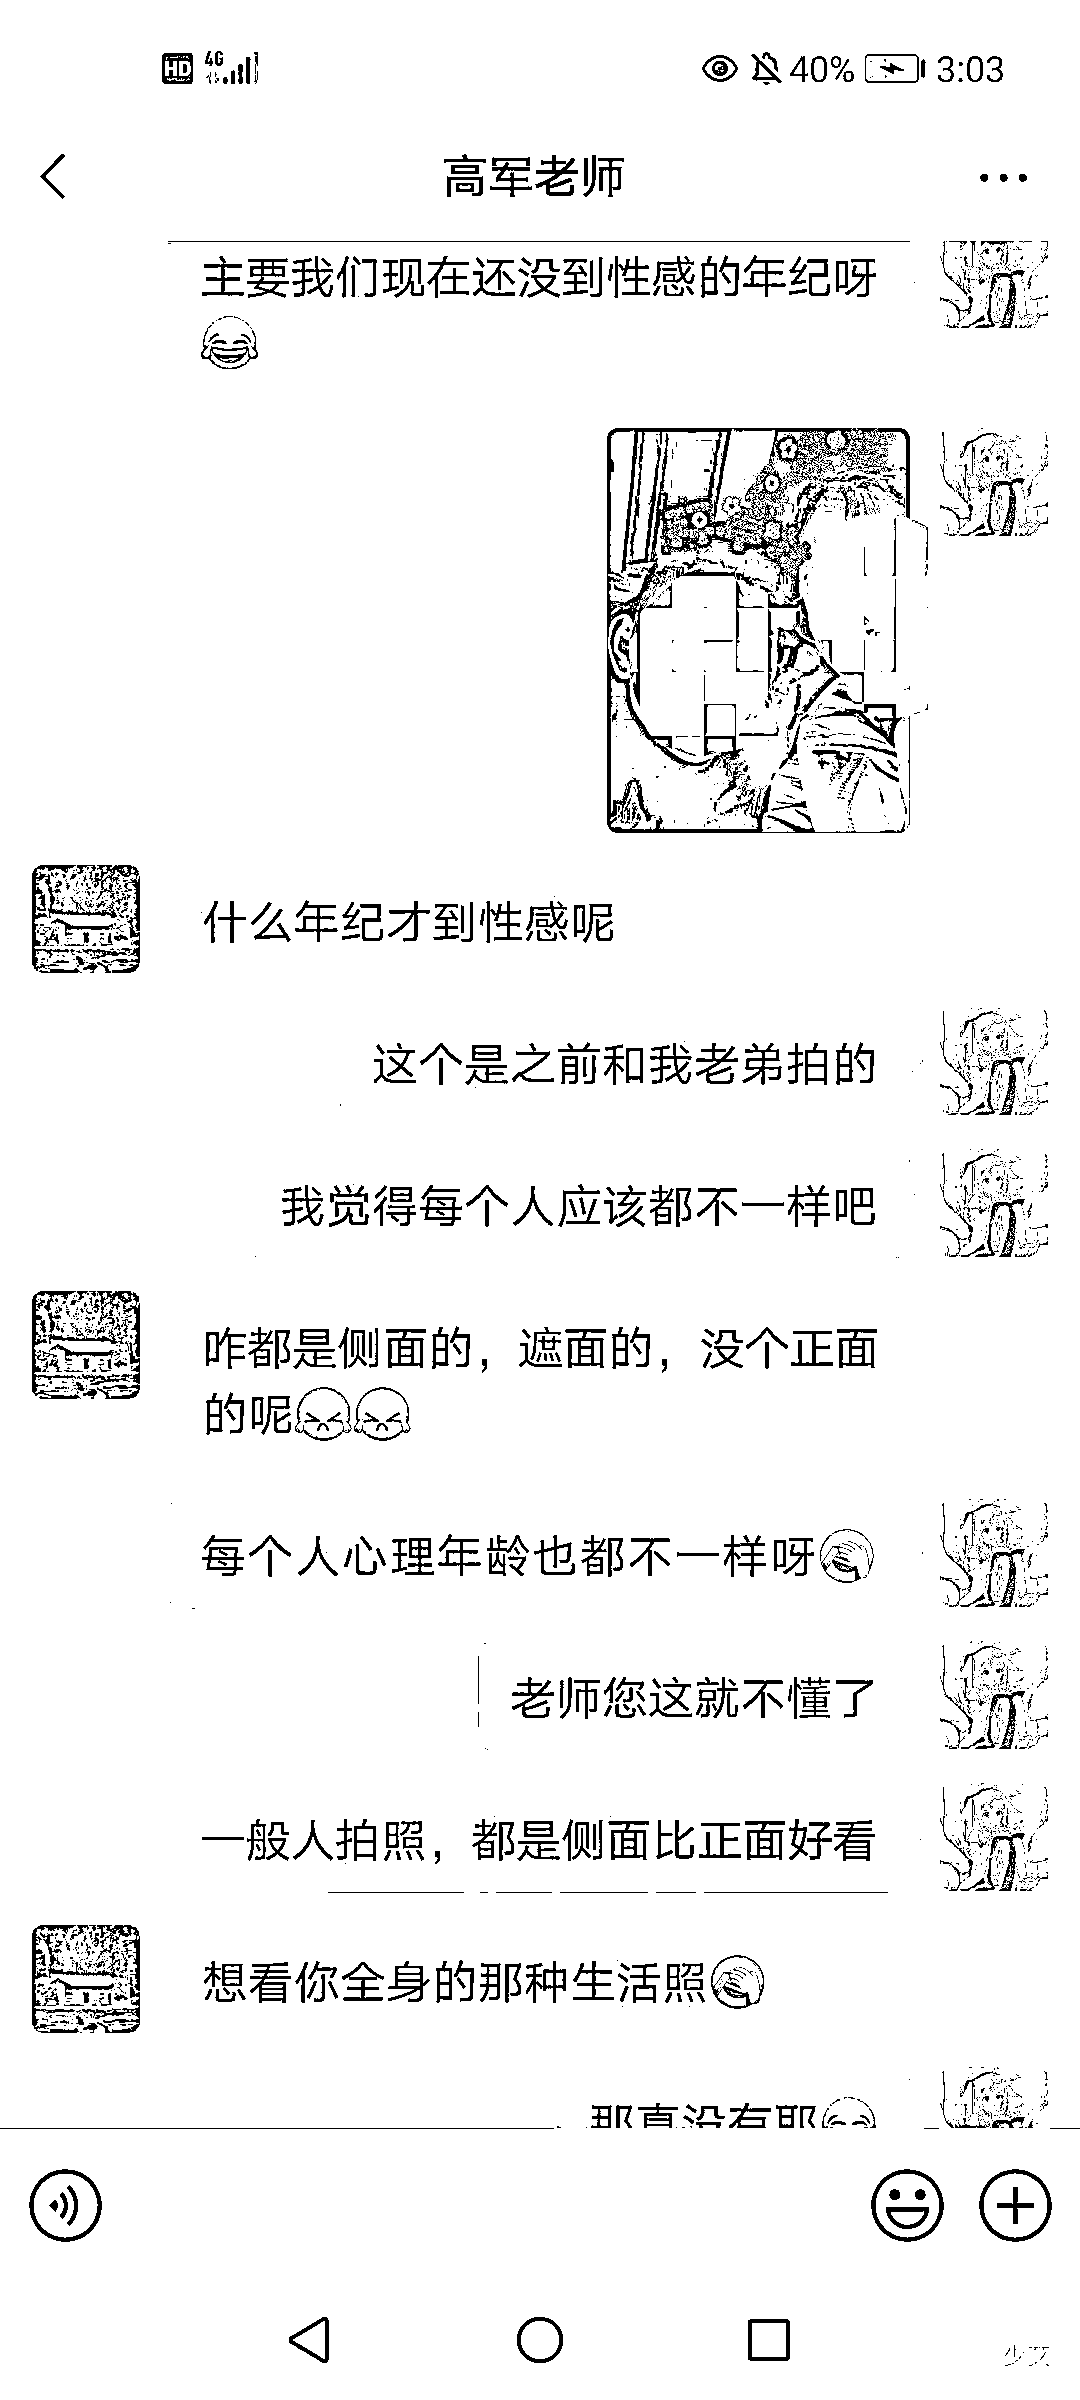 HD 4G 40% 3:03
高军老师
主要我们现在还没到性感的年纪呀
什么年纪才到性感呢
这个是之前和我老弟拍的
我觉得每个人应该都不一样吧
咋都是侧面的，遮面的，没个正面
的呢
每个人心理年龄也都不一样呀
老师您这就不懂了
一般人拍照，都是侧面比正面好看
想看你全身的那种生活照
那真没有耶